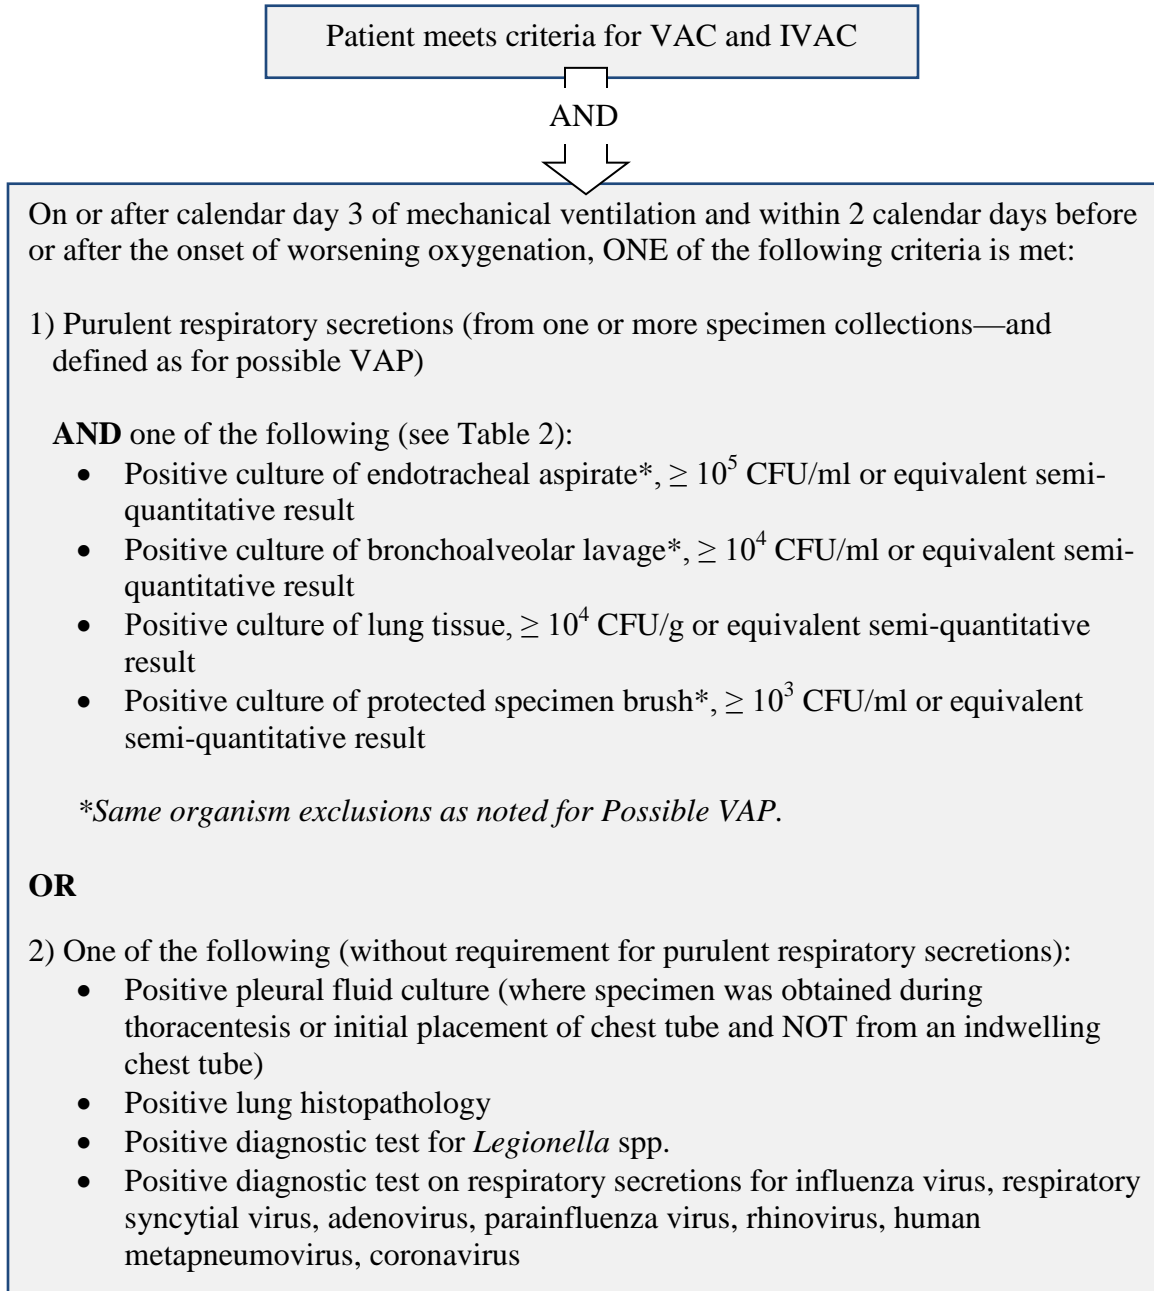 Patient meets criteria for VAC and IVAC
AND
On or after calendar day 3 of mechanical ventilation and within 2 calendar days before
or after the onset of worsening oxygenation, ONE of the following criteria is met:
1) Purulent respiratory secretions (from one or more specimen collections—and
defined as for possible VAP)
AND one of the following (see Table 2):
• Positive culture of endotracheal aspirate*, ≥ 10⁵ CFU/ml or equivalent semi-
quantitative result
• Positive culture of bronchoalveolar lavage*, ≥ 10⁴ CFU/ml or equivalent semi-
quantitative result
• Positive culture of lung tissue, ≥ 10⁴ CFU/g or equivalent semi-quantitative
result
• Positive culture of protected specimen brush*, ≥ 10³ CFU/ml or equivalent
semi-quantitative result
*Same organism exclusions as noted for Possible VAP.
OR
2) One of the following (without requirement for purulent respiratory secretions):
• Positive pleural fluid culture (where specimen was obtained during
thoracentesis or initial placement of chest tube and NOT from an indwelling
chest tube)
• Positive lung histopathology
• Positive diagnostic test for Legionella spp.
• Positive diagnostic test on respiratory secretions for influenza virus, respiratory
syncytial virus, adenovirus, parainfluenza virus, rhinovirus, human
metapneumovirus, coronavirus